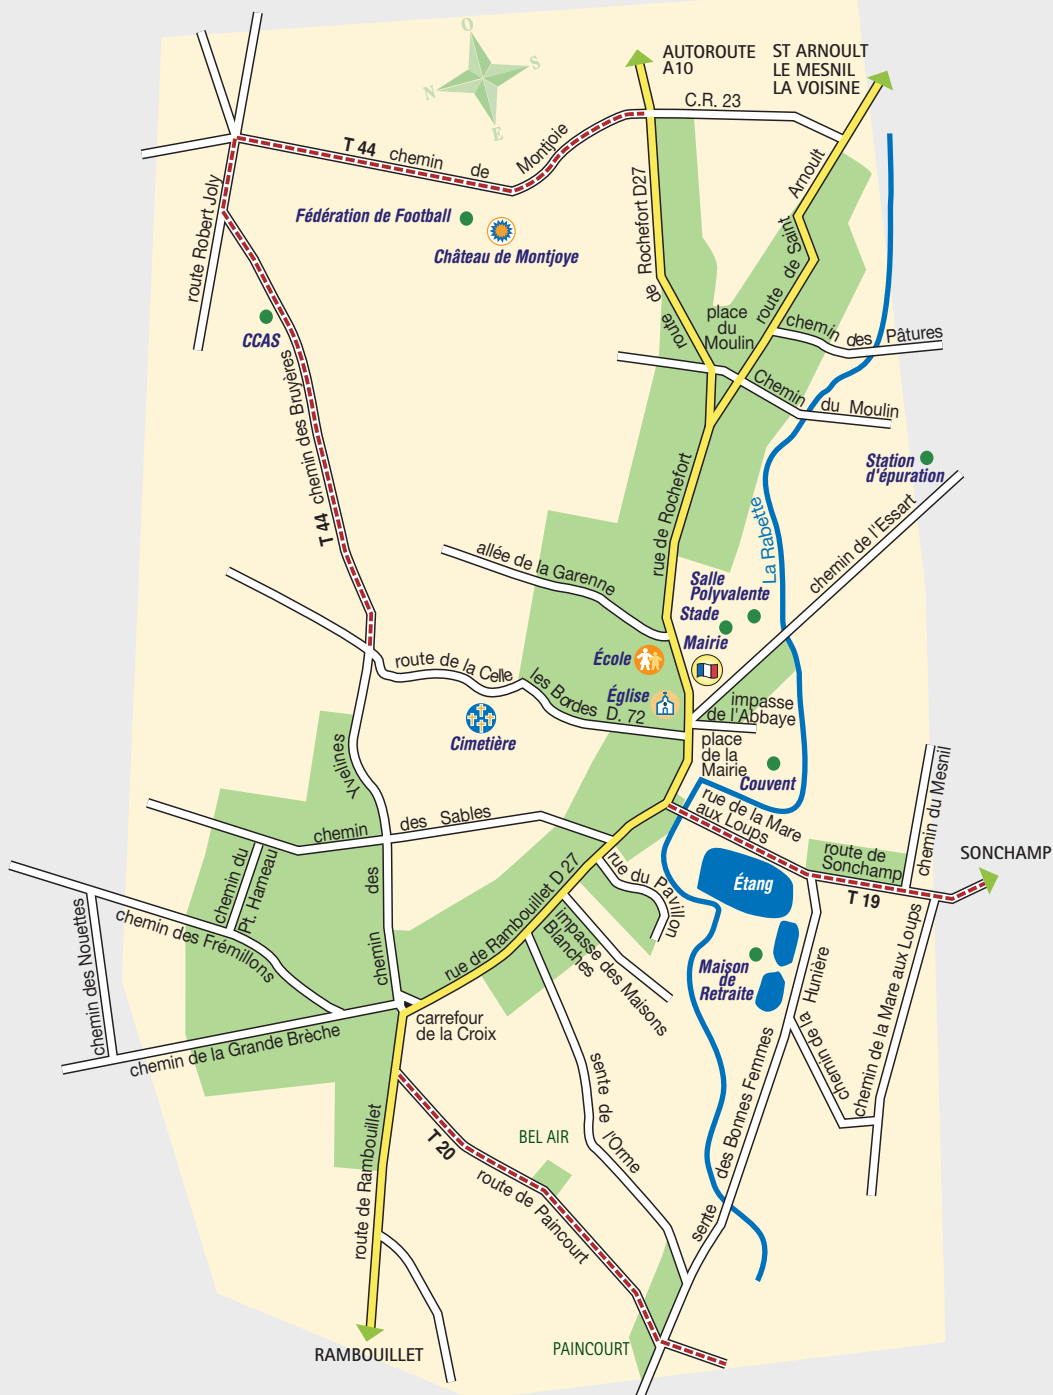 O
S
N
E
AUTOROUTE
A10
ST ARNOULT
LE MESNIL
LA VOISINE
C.R. 23
T 44 chemin de Montjoie
Fédération de Football
Château de Montjoye
route Robert Joly
CCAS
T 44 chemin des Bruyères
route de Rochefort D27
route de Saint Arnoult
place
du
Moulin
chemin des Pâtures
Chemin du Moulin
Station
d'épuration
rue de Rochefort
La Rabette
chemin de l'Essart
allée de la Garenne
Salle
Polyvalente
Stade
Mairie
École
Église
route de la Celle les Bordes D. 72
impasse
de l'Abbaye
Cimetière
place
de la
Mairie
Couvent
chemin des Yvelines
chemin des Sables
rue de la Mare
aux Loups
route de
Sonchamp
chemin du Mesnil
SONCHAMP
T 19
Étang
chemin du
Pt. Hameau
rue du Pavillon
rue de Rambouillet D 27
impasse des Maisons
Blanches
chemin des Frémillons
chemin des Nouettes
Maison
de
Retraite
chemin de la Hunière
chemin de la Mare aux Loups
carrefour
de la Croix
chemin de la Grande Brèche
sente de l'Orme
sente des Bonnes Femmes
route de Rambouillet
T 20
BEL AIR
route de Paincourt
RAMBOUILLET
PAINCOURT